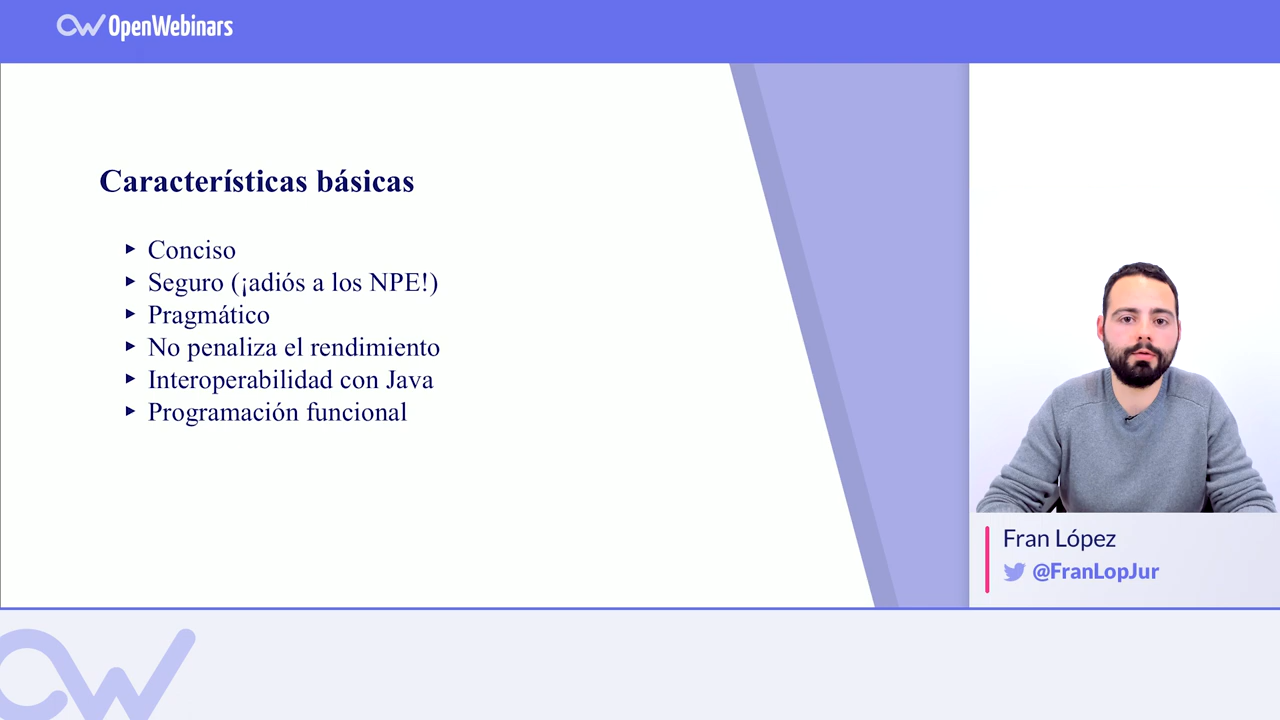 OpenWebinars
Características básicas
Conciso
Seguro (¡adiós a los NPE!)
Pragmático
No penaliza el rendimiento
Interoperabilidad con Java
Programación funcional
Fran López
@FranLopJur